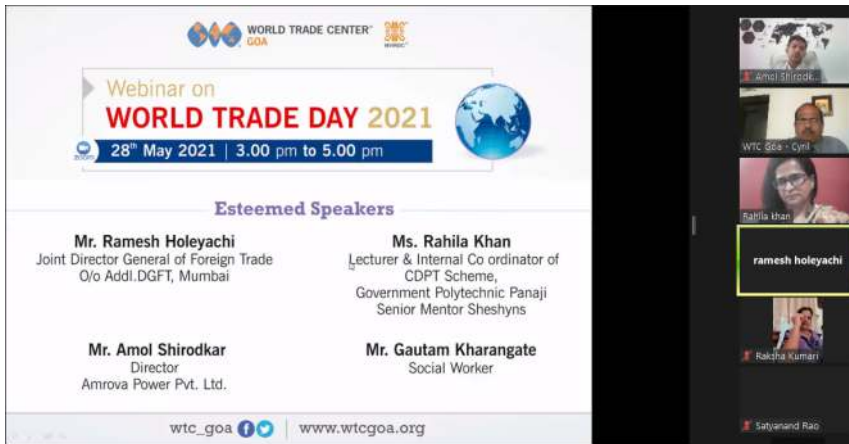 WORLD TRADE CENTER
GOA
Webinar on
WORLD TRADE DAY 2021
zoom
28th May 2021 | 3.00 pm to 5.00 pm
Esteemed Speakers
Mr. Ramesh Holeyachi
Joint Director General of Foreign Trade
O/o Addl.DGFT, Mumbai
Ms. Rahila Khan
Lecturer & Internal Co ordinator of
CDPT Scheme,
Government Polytechnic Panaji
Senior Mentor Sheshyns
Mr. Amol Shirodkar
Director
Amrova Power Pvt. Ltd.
Mr. Gautam Kharangate
Social Worker
wtc_goa | www.wtcgoa.org
Amol Shirodk...
WTC Goa - Cyril
Rahila khan
ramesh holeyachi
Raksha Kumari
Satyanand Rao